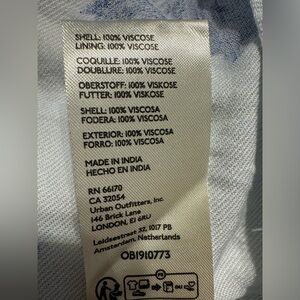 SHELL: 100% VISCOSE
LINING: 100% VISCOSE
COQUILLE: 100% VISCOSE
DOUBLURE: 100% VISCOSE
OBERSTOFF: 100% VISKOSE
FUTTER: 100% VISKOSE
SHELL: 100% VISCOSA
FODERA: 100% VISCOSA
EXTERIOR: 100% VISCOSA
FORRO: 100% VISCOSA
MADE IN INDIA
HECHO EN INDIA
RN 66170
CA 32054
Urban Outfitters, Inc.
146 Brick Lane
LONDON, E1 6RU
Leidsestraat 32, 1017 PB
Amsterdam, Netherlands
OB1910773
FR